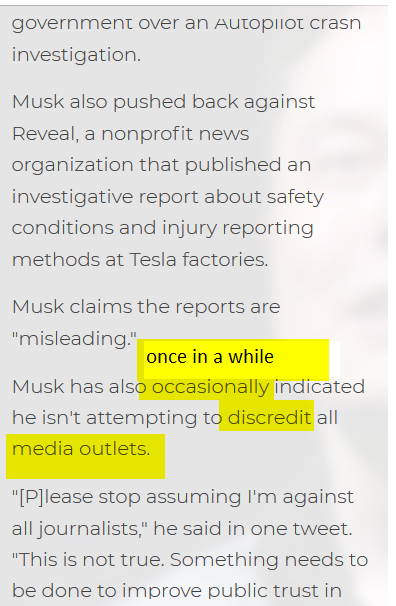 government over an Autopilot crash
investigation.
Musk also pushed back against
Reveal, a nonprofit news
organization that published an
investigative report about safety
conditions and injury reporting
methods at Tesla factories.
Musk claims the reports are
"misleading."
once in a while
Musk has also occasionally indicated
he isn't attempting to discredit all
media outlets.
"[P]lease stop assuming I'm against
all journalists," he said in one tweet.
"This is not true. Something needs to
be done to improve public trust in